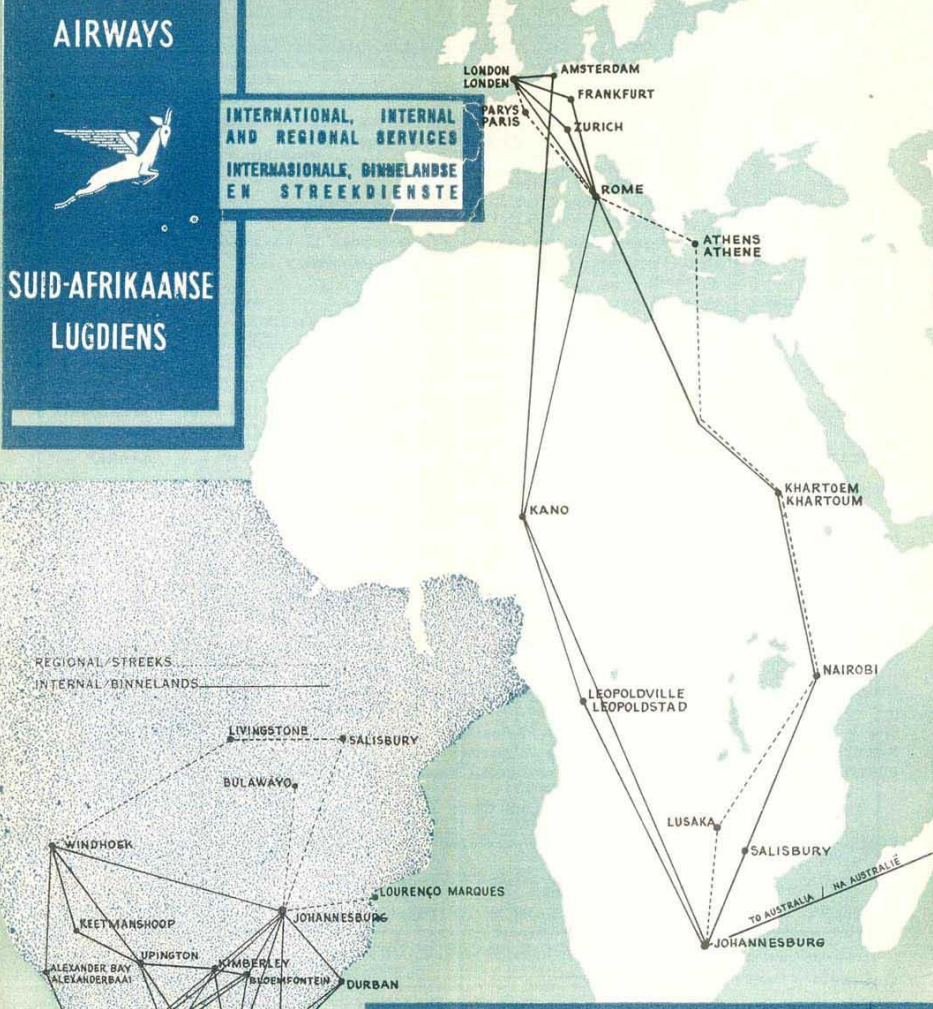 AIRWAYS
INTERNATIONAL, INTERNAL
AND REGIONAL SERVICES
INTERNASIONALE, BINNELANDSE
EN STREEKDIENSTE
SUID-AFRIKAANSE
LUGDIENS
LONDON
LONDEN
AMSTERDAM
FRANKFURT
PARYS
PARIS
ZURICH
ROME
ATHENS
ATHENE
KHARTOEM
KHARTOUM
KANO
NAIROBI
LEOPOLDVILLE
LEOPOLDSTAD
LUSAKA
SALISBURY
TO AUSTRALIA / NA AUSTRALIË
JOHANNESBURG
REGIONAL/STREEKS
INTERNAL/BINNELANDS
LIVINGSTONE
SALISBURY
BULAWAYO
WINDHOEK
LOURENÇO MARQUES
JOHANNESBURG
KEETMANSHOOP
UPINGTON
KIMBERLEY
ALEXANDER BAY
ALEXANDERBAAI
BLOEMFONTEIN
DURBAN